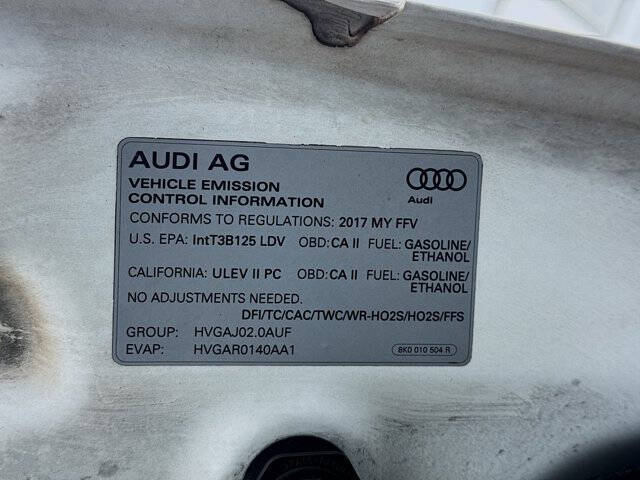 AUDI AG
Audi
VEHICLE EMISSION
CONTROL INFORMATION
CONFORMS TO REGULATIONS: 2017 MY FFV
U.S. EPA: IntT3B125 LDV OBD: CA II FUEL: GASOLINE/
ETHANOL
CALIFORNIA: ULEV II PC OBD: CA II FUEL: GASOLINE/
ETHANOL
NO ADJUSTMENTS NEEDED.
DFI/TC/CAC/TWC/WR-HO2S/HO2S/FFS
GROUP: HVGAJ02.0AUF
EVAP: HVGAR0140AA1
8K0 010 504 R